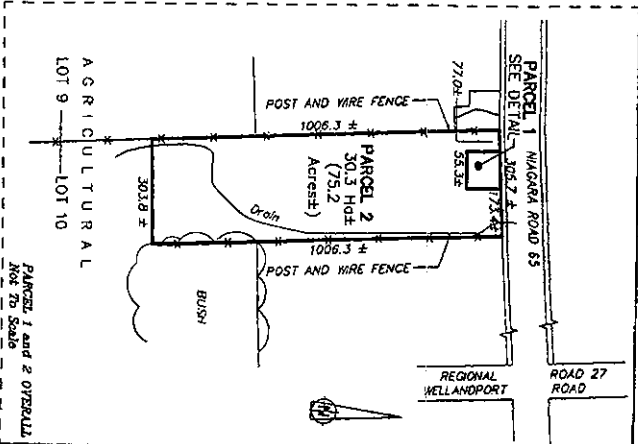 PARCEL 1
SEE DETAIL
NIAGARA ROAD 65
305.7 ±
77.0±
55.3±
173.4±
POST AND WIRE FENCE
1006.3 ±
PARCEL 2
30.3 Ha±
(75.2
Acres±)
Drain
1006.3 ±
POST AND WIRE FENCE
303.8 ±
AGRICULTURAL
LOT 9
LOT 10
BUSH
REGIONAL ROAD 27
WELLANDPORT ROAD
N
PARCEL 1 and 2 OVERALL
Not To Scale